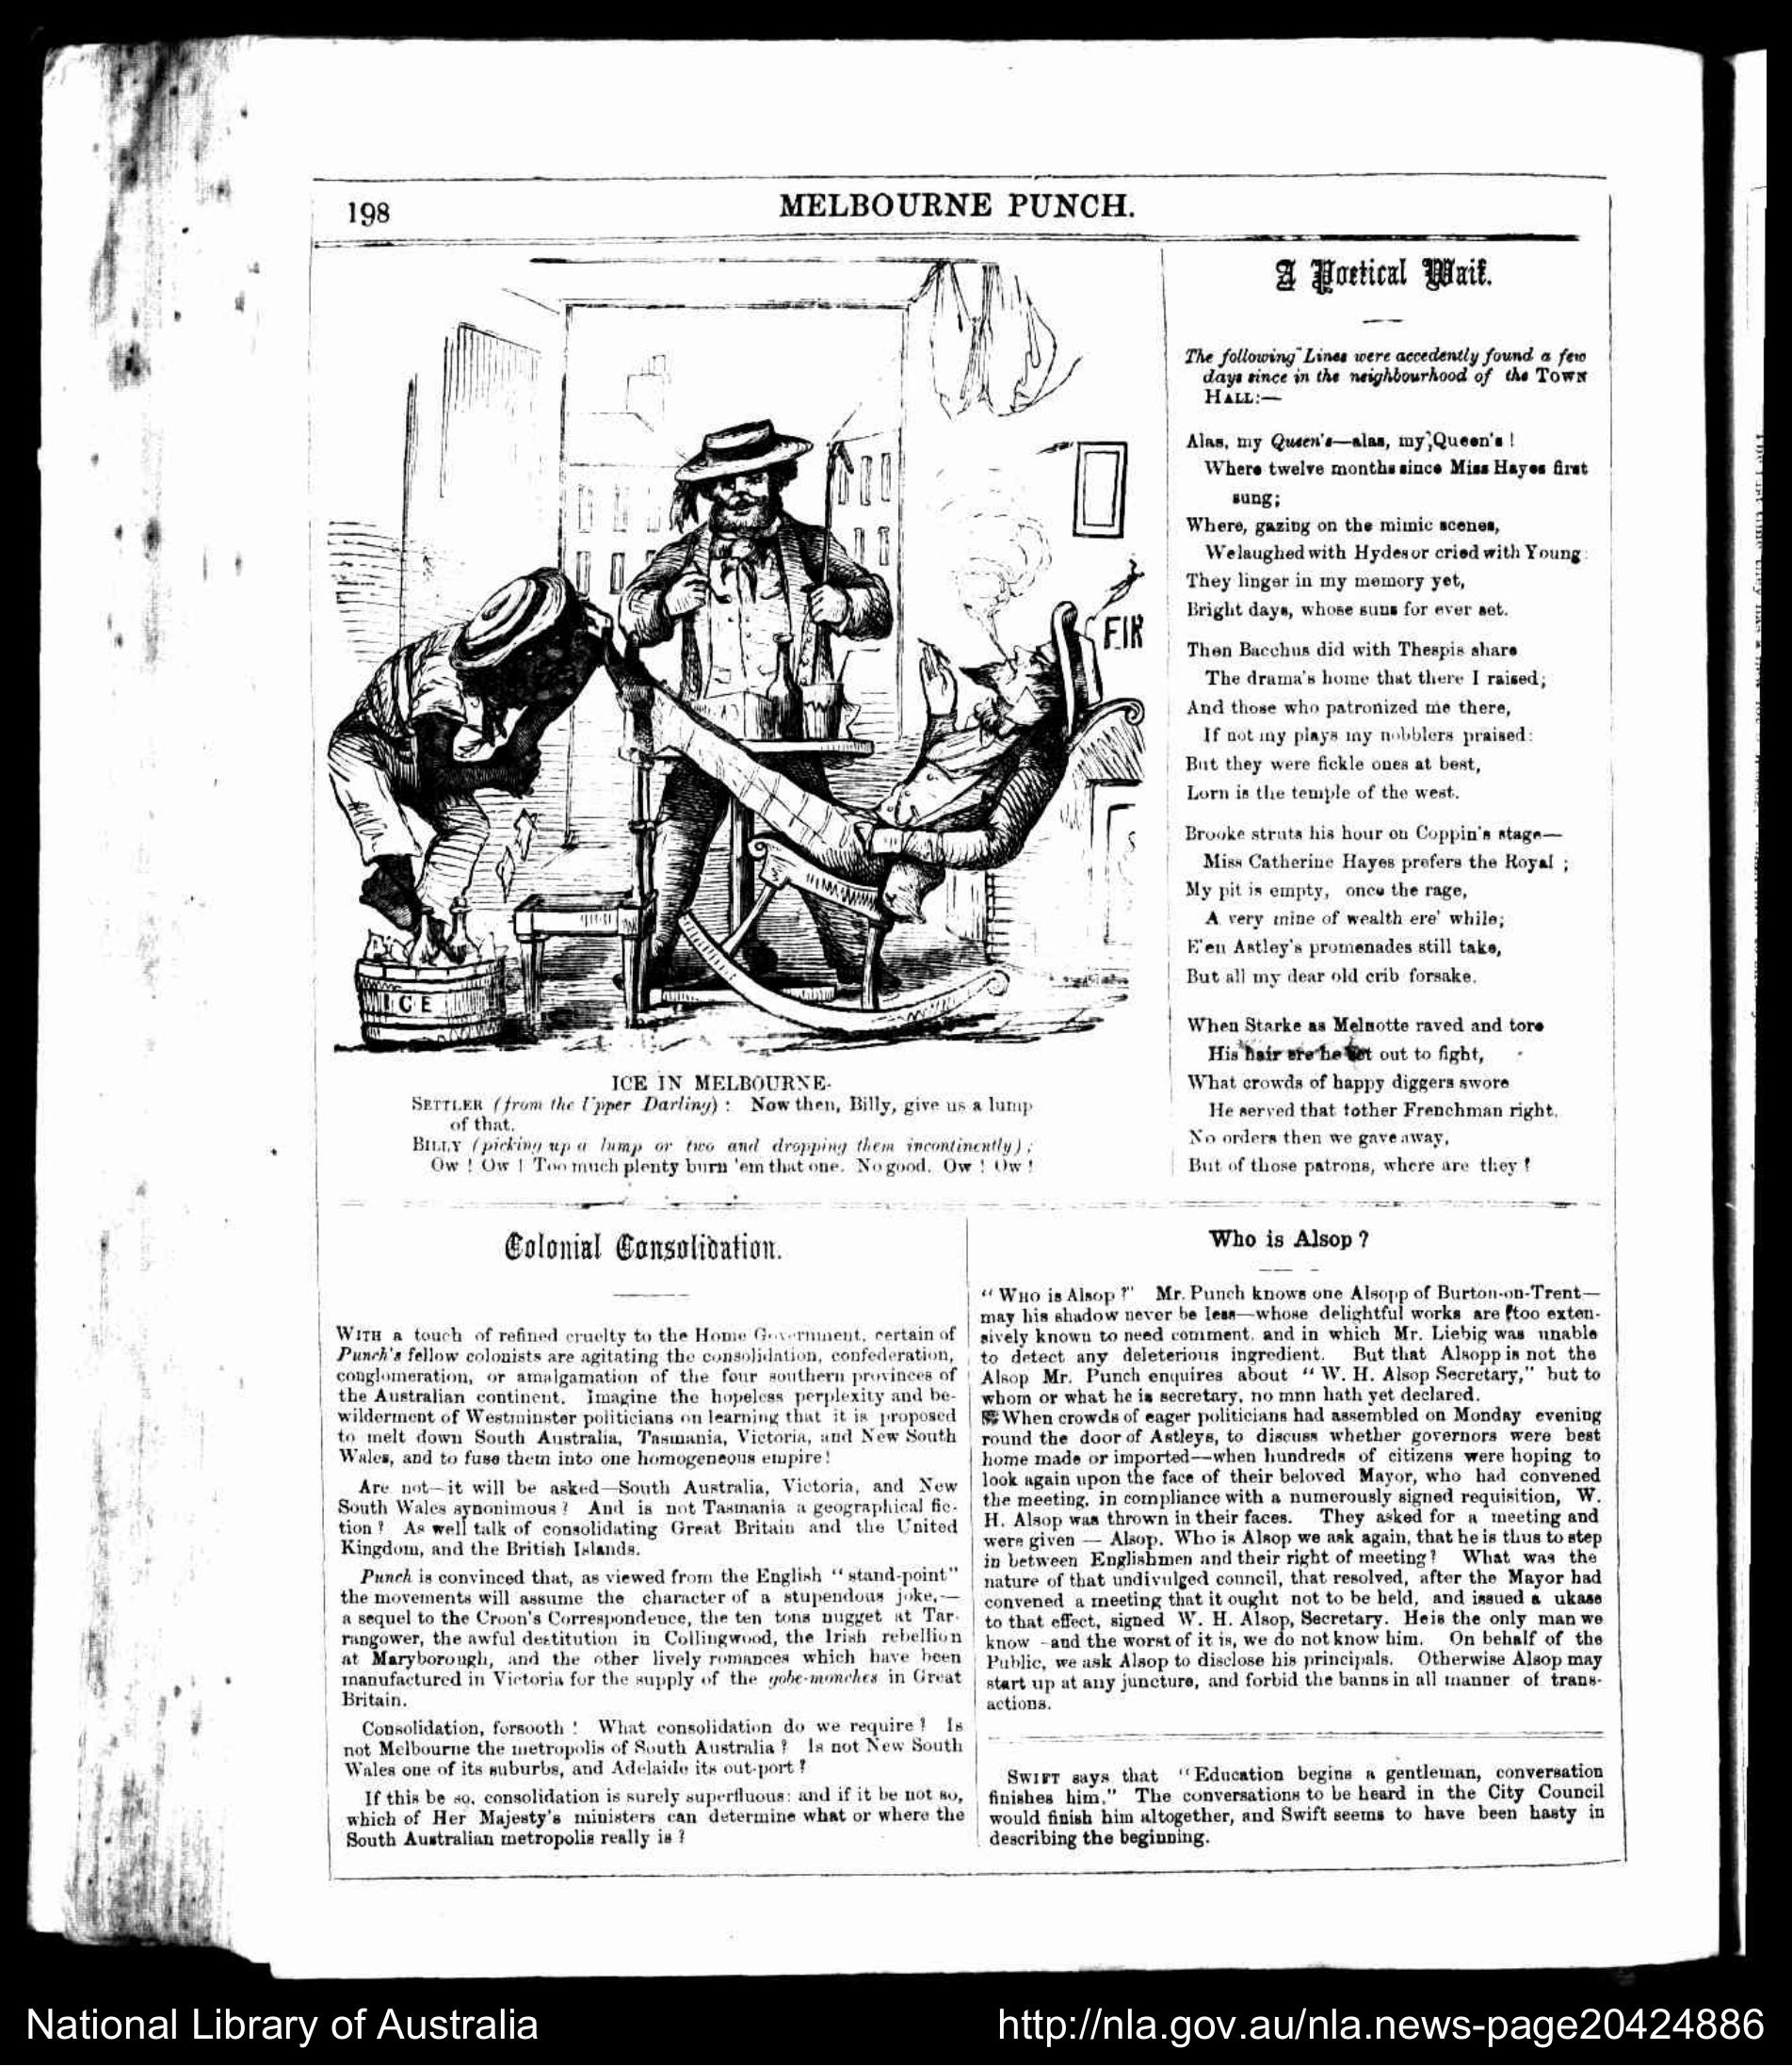 198
MELBOURNE PUNCH.
FIR
ICE
ICE IN MELBOURNE-
SETTLER (from the Upper Darling) : Now then, Billy, give us a lump
of that.
BILLY (picking up a lump or two and dropping them incontinently) ;
Ow ! Ow ! Too much plenty burn 'em that one. No good. Ow ! Ow !
A Poetical Waif.
The following Lines were accedently found a few
days since in the neighbourhood of the TOWN
HALL:—
Alas, my Queen's—alas, my Queen's !
Where twelve months since Miss Hayes first
sung;
Where, gazing on the mimic scenes,
We laughed with Hydes or cried with Young:
They linger in my memory yet,
Bright days, whose suns for ever set.
Then Bacchus did with Thespis share
The drama's home that there I raised;
And those who patronized me there,
If not my plays my nobblers praised:
But they were fickle ones at best,
Lorn is the temple of the west.
Brooke struts his hour on Coppin's stage—
Miss Catherine Hayes prefers the Royal ;
My pit is empty, once the rage,
A very mine of wealth ere' while;
E'en Astley's promenades still take,
But all my dear old crib forsake.
When Starke as Melnotte raved and tore
His hair ere he out to fight,
What crowds of happy diggers swore
He served that tother Frenchman right.
No orders then we gave away,
But of those patrons, where are they ?
Colonial Consolidation.
WITH a touch of refined cruelty to the Home Government, certain of
Punch's fellow colonists are agitating the consolidation, confederation,
conglomeration, or amalgamation of the four southern provinces of
the Australian continent. Imagine the hopeless perplexity and be-
wilderment of Westminster politicians on learning that it is proposed
to melt down South Australia, Tasmania, Victoria, and New South
Wales, and to fuse them into one homogeneous empire!
Are not—it will be asked—South Australia, Victoria, and New
South Wales synonimous ? And is not Tasmania a geographical fic-
tion ? As well talk of consolidating Great Britain and the United
Kingdom, and the British Islands.
Punch is convinced that, as viewed from the English "stand-point"
the movements will assume the character of a stupendous joke,—
a sequel to the Croon's Correspondence, the ten tons nugget at Tar-
rangower, the awful destitution in Collingwood, the Irish rebellion
at Maryborough, and the other lively romances which have been
manufactured in Victoria for the supply of the gobe-monches in Great
Britain.
Consolidation, forsooth ! What consolidation do we require ? Is
not Melbourne the metropolis of South Australia ? Is not New South
Wales one of its suburbs, and Adelaide its out-port ?
If this be so, consolidation is surely superfluous: and if it be not so,
which of Her Majesty's ministers can determine what or where the
South Australian metropolis really is ?
Who is Alsop ?
"WHO is Alsop ?" Mr. Punch knows one Alsopp of Burton-on-Trent—
may his shadow never be less—whose delightful works are too exten-
sively known to need comment. and in which Mr. Liebig was unable
to detect any deleterious ingredient. But that Alsopp is not the
Alsop Mr. Punch enquires about "W. H. Alsop Secretary," but to
whom or what he is secretary, no mnn hath yet declared.
When crowds of eager politicians had assembled on Monday evening
round the door of Astleys, to discuss whether governors were best
home made or imported—when hundreds of citizens were hoping to
look again upon the face of their beloved Mayor, who had convened
the meeting, in compliance with a numerously signed requisition, W.
H. Alsop was thrown in their faces. They asked for a meeting and
were given — Alsop. Who is Alsop we ask again, that he is thus to step
in between Englishmen and their right of meeting? What was the
nature of that undivulged council, that resolved, after the Mayor had
convened a meeting that it ought not to be held, and issued a ukase
to that effect, signed W. H. Alsop, Secretary. He is the only man we
know -and the worst of it is, we do not know him. On behalf of the
Public, we ask Alsop to disclose his principals. Otherwise Alsop may
start up at any juncture, and forbid the banns in all manner of trans-
actions.
SWIFT says that "Education begins a gentleman, conversation
finishes him." The conversations to be heard in the City Council
would finish him altogether, and Swift seems to have been hasty in
describing the beginning.
National Library of Australia
http://nla.gov.au/nla.news-page20424886